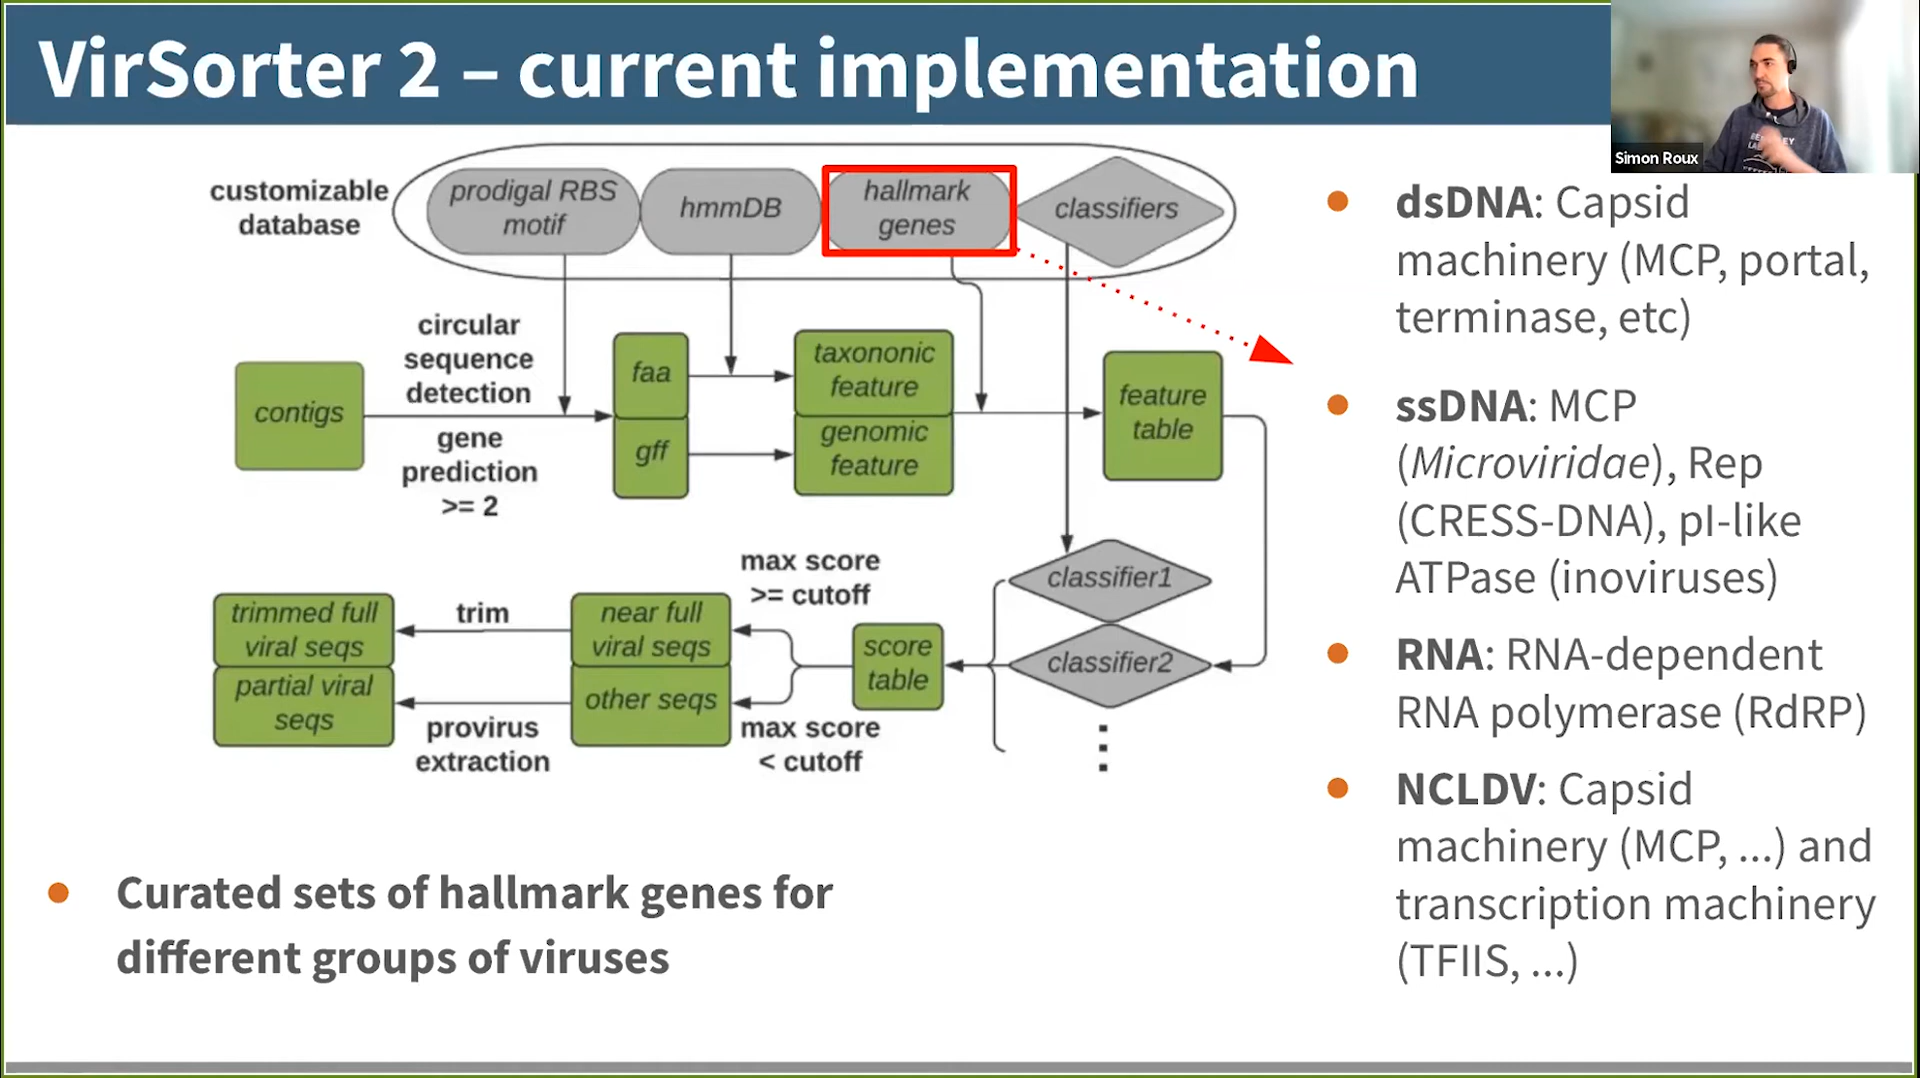 VirSorter 2 – current implementation
Simon Roux
customizable
database
prodigal RBS
motif
hmmDB
hallmark
genes
classifiers
circular
sequence
detection
gene
prediction
>= 2
contigs
faa
gff
taxononic
feature
genomic
feature
feature
table
classifier1
classifier2
score
table
max score
>= cutoff
max score
< cutoff
near full
viral seqs
other seqs
trim
provirus
extraction
trimmed full
viral seqs
partial viral
seqs
Curated sets of hallmark genes for
different groups of viruses
dsDNA: Capsid
machinery (MCP, portal,
terminase, etc)
ssDNA: MCP
(Microviridae), Rep
(CRESS-DNA), pI-like
ATPase (inoviruses)
RNA: RNA-dependent
RNA polymerase (RdRP)
NCLDV: Capsid
machinery (MCP, ...) and
transcription machinery
(TFIIS, ...)